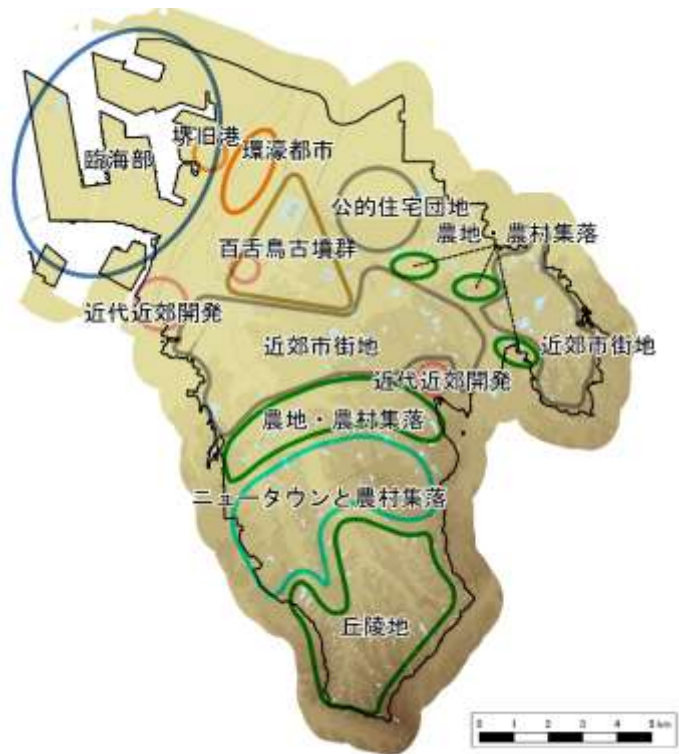 堺旧港
環濠都市
臨海部
公的住宅団地
農地
農村集落
百舌鳥古墳群
近代近郊開発
近郊市街地
近郊市街地
近代近郊開発
農地・農村集落
ニュータウンと農村集落
丘陵地
0 1 2 3 4 5 km